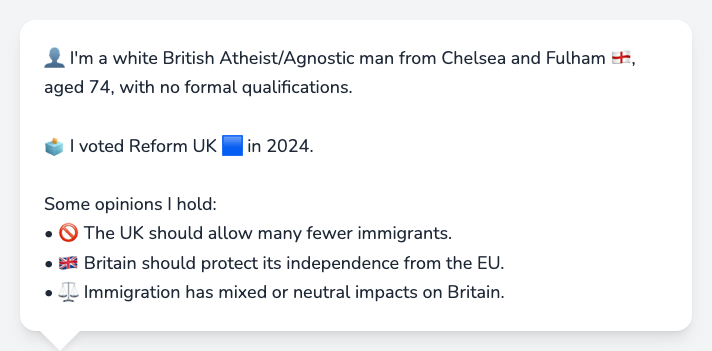 👤 I'm a white British Atheist/Agnostic man from Chelsea and Fulham 🏴󠁧󠁢󠁥󠁮󠁧󠁿,
aged 74, with no formal qualifications.
🗳️ I voted Reform UK 🟦 in 2024.
Some opinions I hold:
• 🚫 The UK should allow many fewer immigrants.
• 🇬🇧 Britain should protect its independence from the EU.
• ⚖️ Immigration has mixed or neutral impacts on Britain.